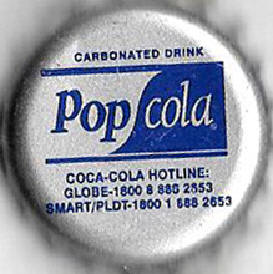 CARBONATED DRINK
Pop cola
COCA-COLA HOTLINE:
GLOBE-1800 8 888 2653
SMART/PLDT-1800 1 888 2653